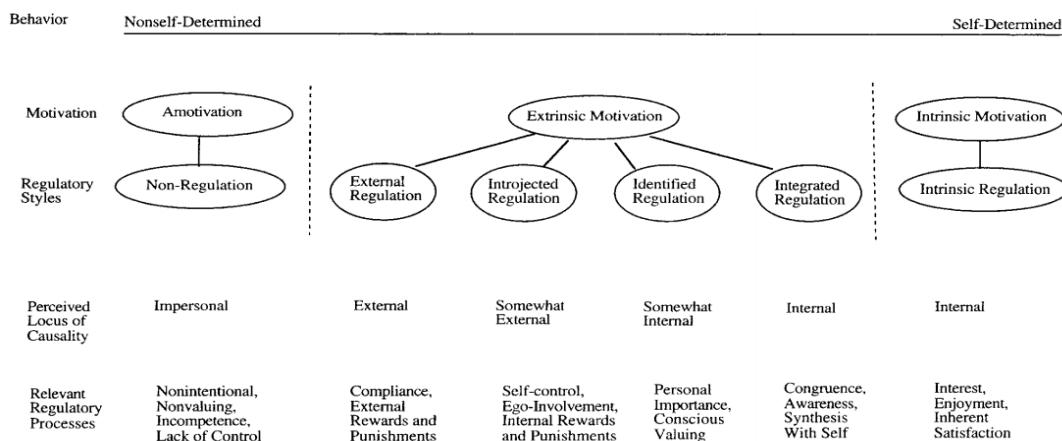 Behavior Nonself-Determined Self-Determined
Motivation Amotivation Extrinsic Motivation Intrinsic Motivation
Regulatory
Styles
Non-Regulation
External
Regulation
Introjected
Regulation
Identified
Regulation
Integrated
Regulation
Intrinsic Regulation
Perceived
Locus of
Causality
Impersonal
External
Somewhat
External
Somewhat
Internal
Internal
Internal
Relevant
Regulatory
Processes
Nonintentional,
Nonvaluing,
Incompetence,
Lack of Control
Compliance,
External
Rewards and
Punishments
Self-control,
Ego-Involvement,
Internal Rewards
and Punishments
Personal
Importance,
Conscious
Valuing
Congruence,
Awareness,
Synthesis
With Self
Interest,
Enjoyment,
Inherent
Satisfaction